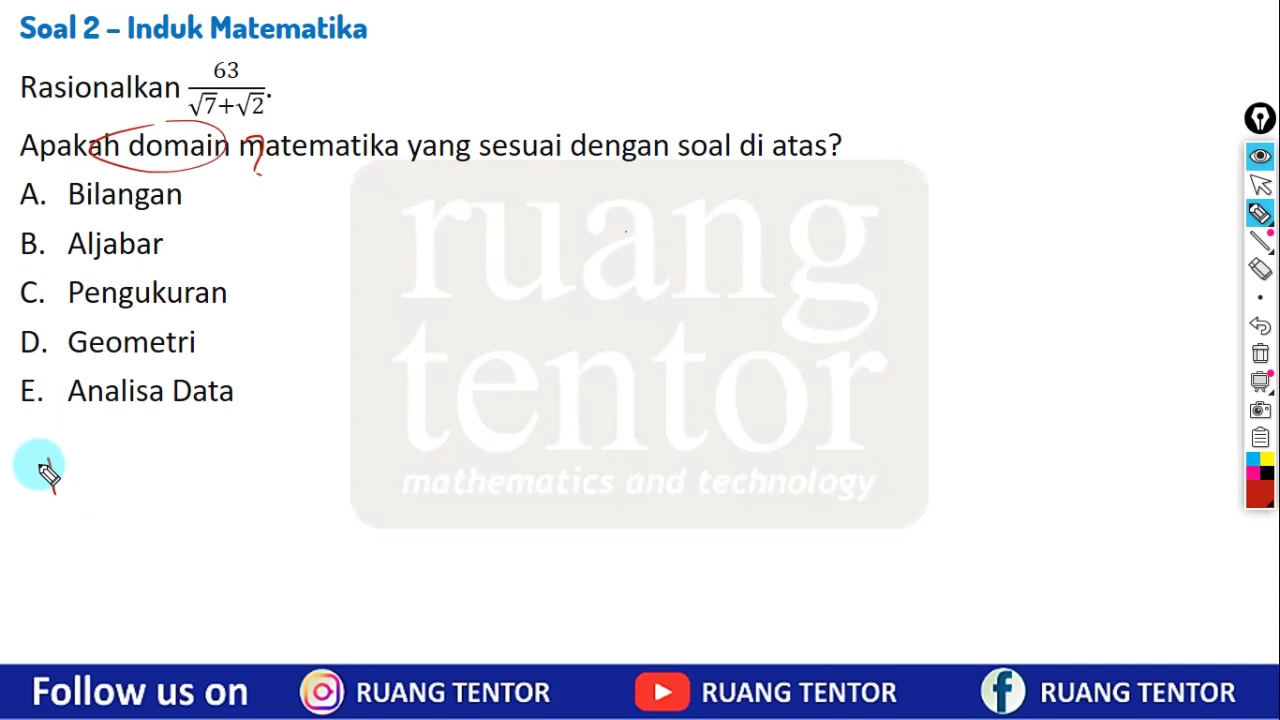 Soal 2 – Induk Matematika
Rasionalkan 63/(√7+√2).
Apakah domain matematika yang sesuai dengan soal di atas?
?
A. Bilangan
B. Aljabar
C. Pengukuran
D. Geometri
E. Analisa Data
ruang
tentor
mathematics and technology
Follow us on RUANG TENTOR RUANG TENTOR RUANG TENTOR